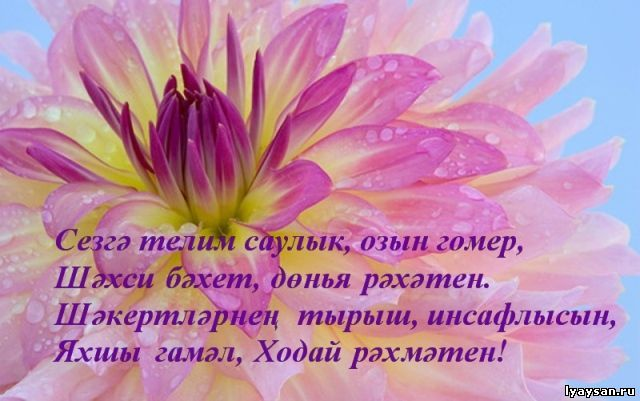 Сезгә телим саулык, озын гомер,
Шәхси бәхет, дөнья рәхәтен.
Шәкертләрнең тырыш, инсафлысын,
Яхшы гамәл, Ходай рәхмәтен!
lyaysan.ru